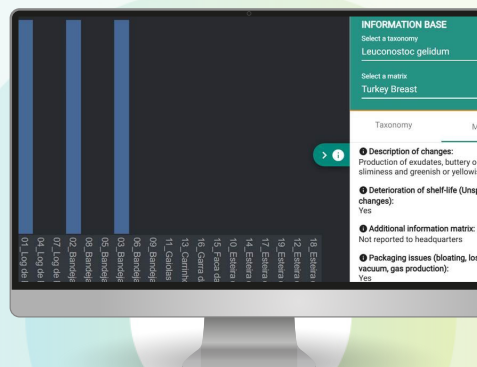 INFORMATION BASE
Select a taxonomy
Leuconostoc gelidum
Select a matrix
Turkey Breast
Taxonomy
M
Description of changes:
Production of exudates, buttery o
sliminess and greenish or yellowi
Deterioration of shelf-life (Unsp
changes):
Yes
Additional information matrix:
Not reported to headquarters
Packaging issues (bloating, los
vacuum, gas production):
Yes
01_Log de
04_Log de
07_Log de
02_Bandeja
08_Bandeja
05_Bandeja
03_Bandeja
06_Bandeja
09_Bandeja
11_Gaiolas
13_Carrinho
16_Garra d
15_Faca da
10_Esteira
14_Esteira
17_Esteira
19_Esteira
12_Esteira
18_Esteira